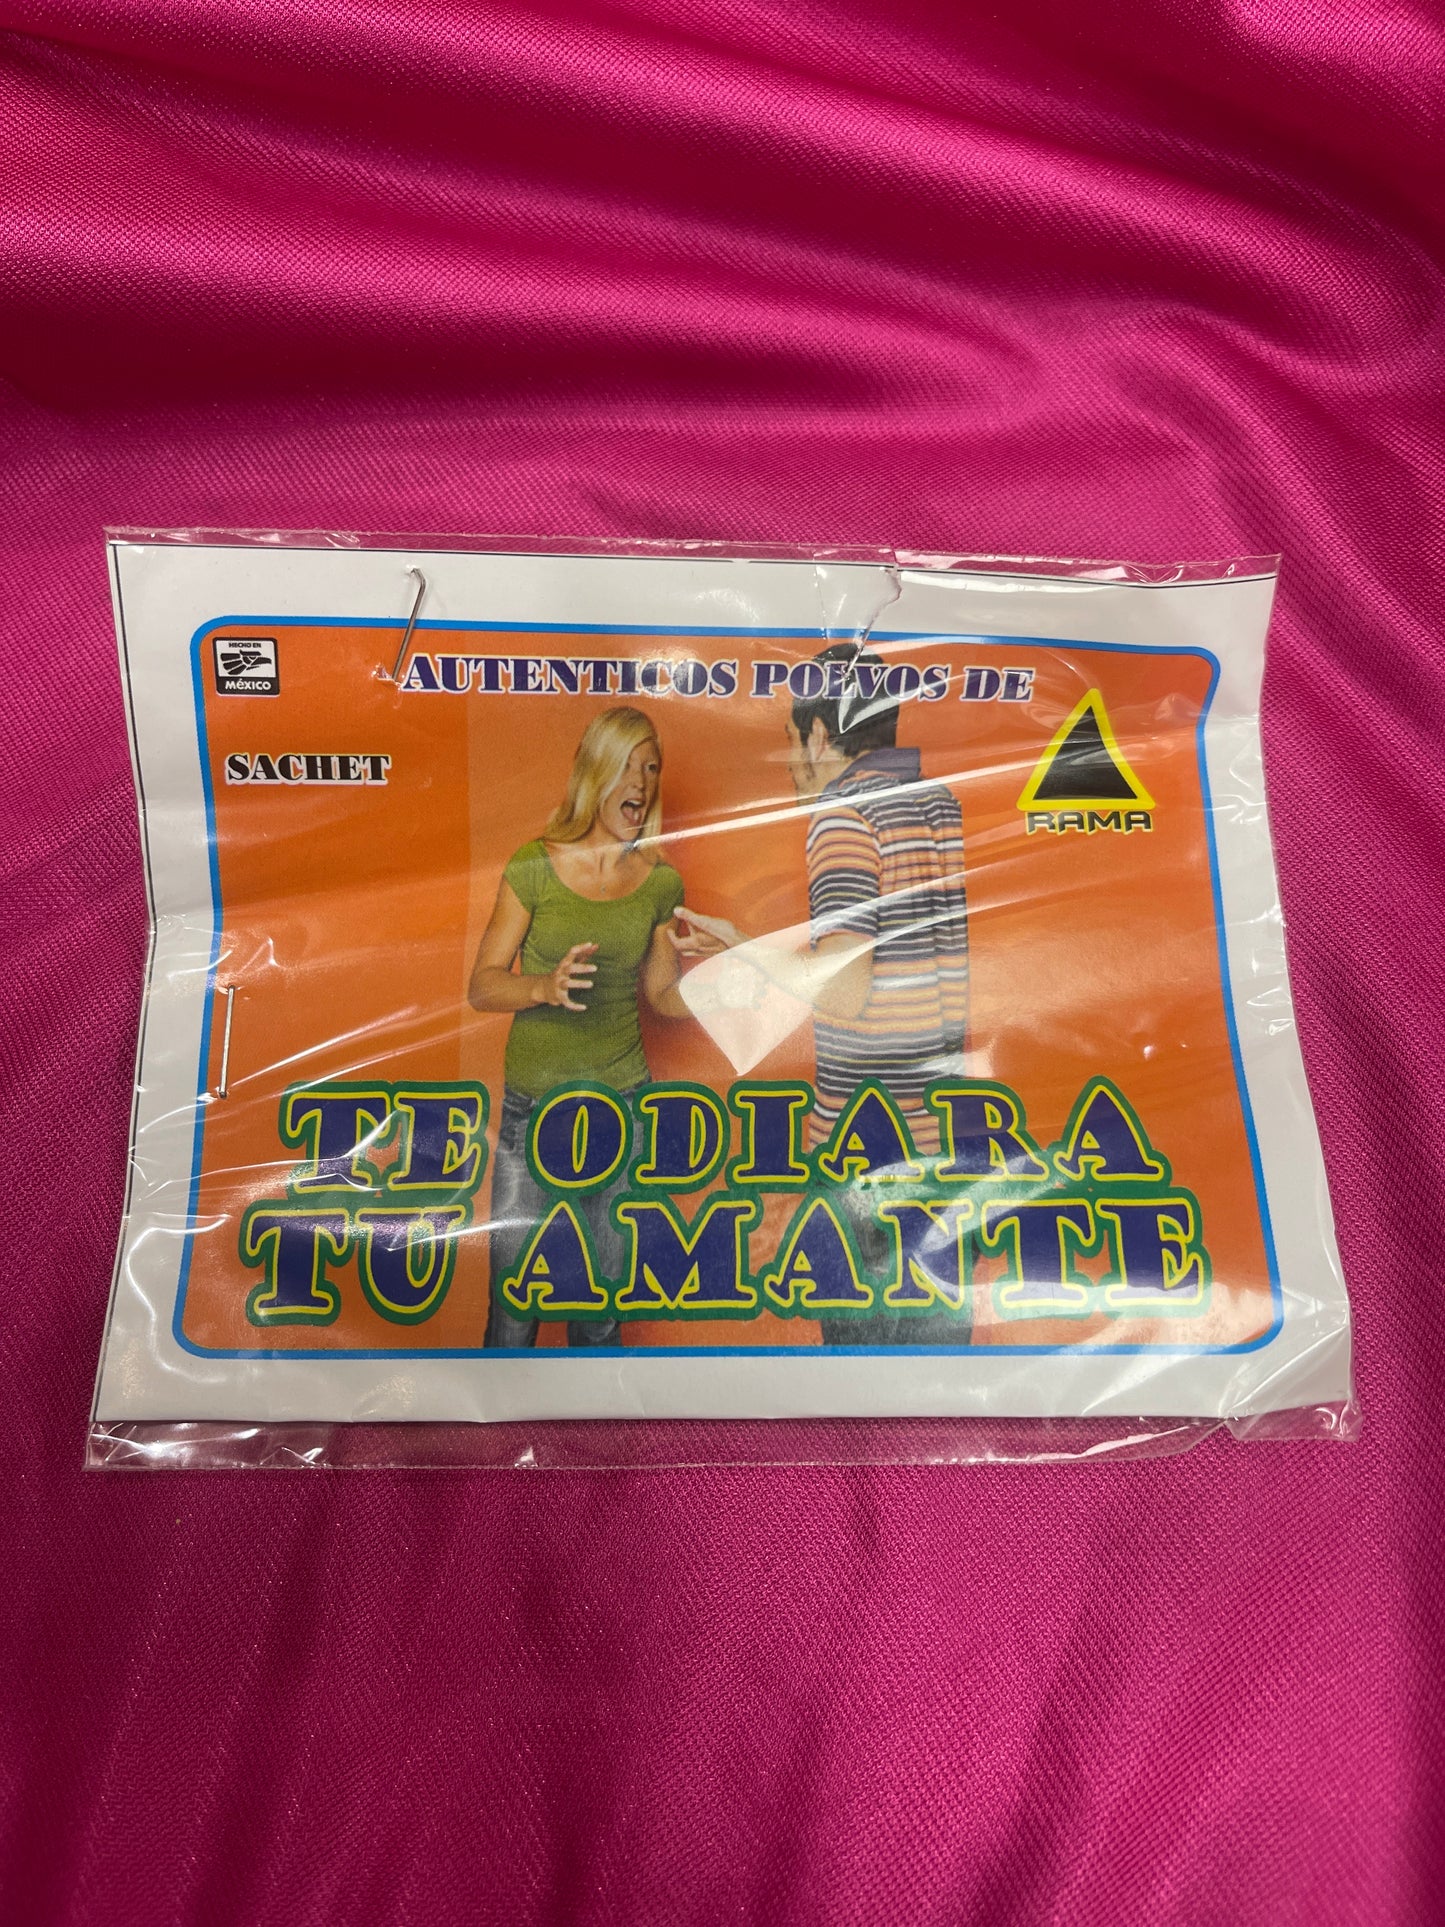 HECHO EN
MÉXICO
AUTENTICOS POLVOS DE
SACHET
RAMA
TE ODIARA
TU AMANTE